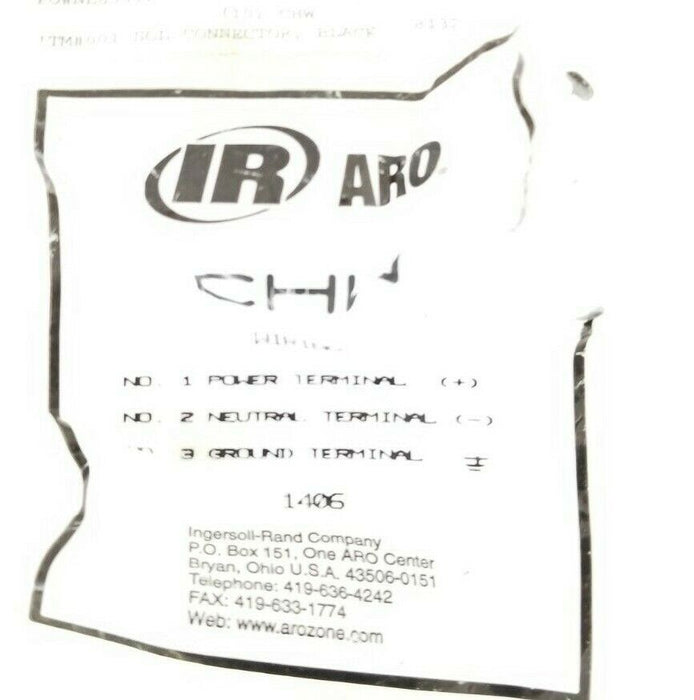 IR ARO
NO. 1 POWER TERMINAL (+)
NO. 2 NEUTRAL TERMINAL (-)
3 GROUND TERMINAL ⏚
1406
Ingersoll-Rand Company
P.O. Box 151, One ARO Center
Bryan, Ohio U.S.A. 43506-0151
Telephone: 419-636-4242
FAX: 419-633-1774
Web: www.arozone.com